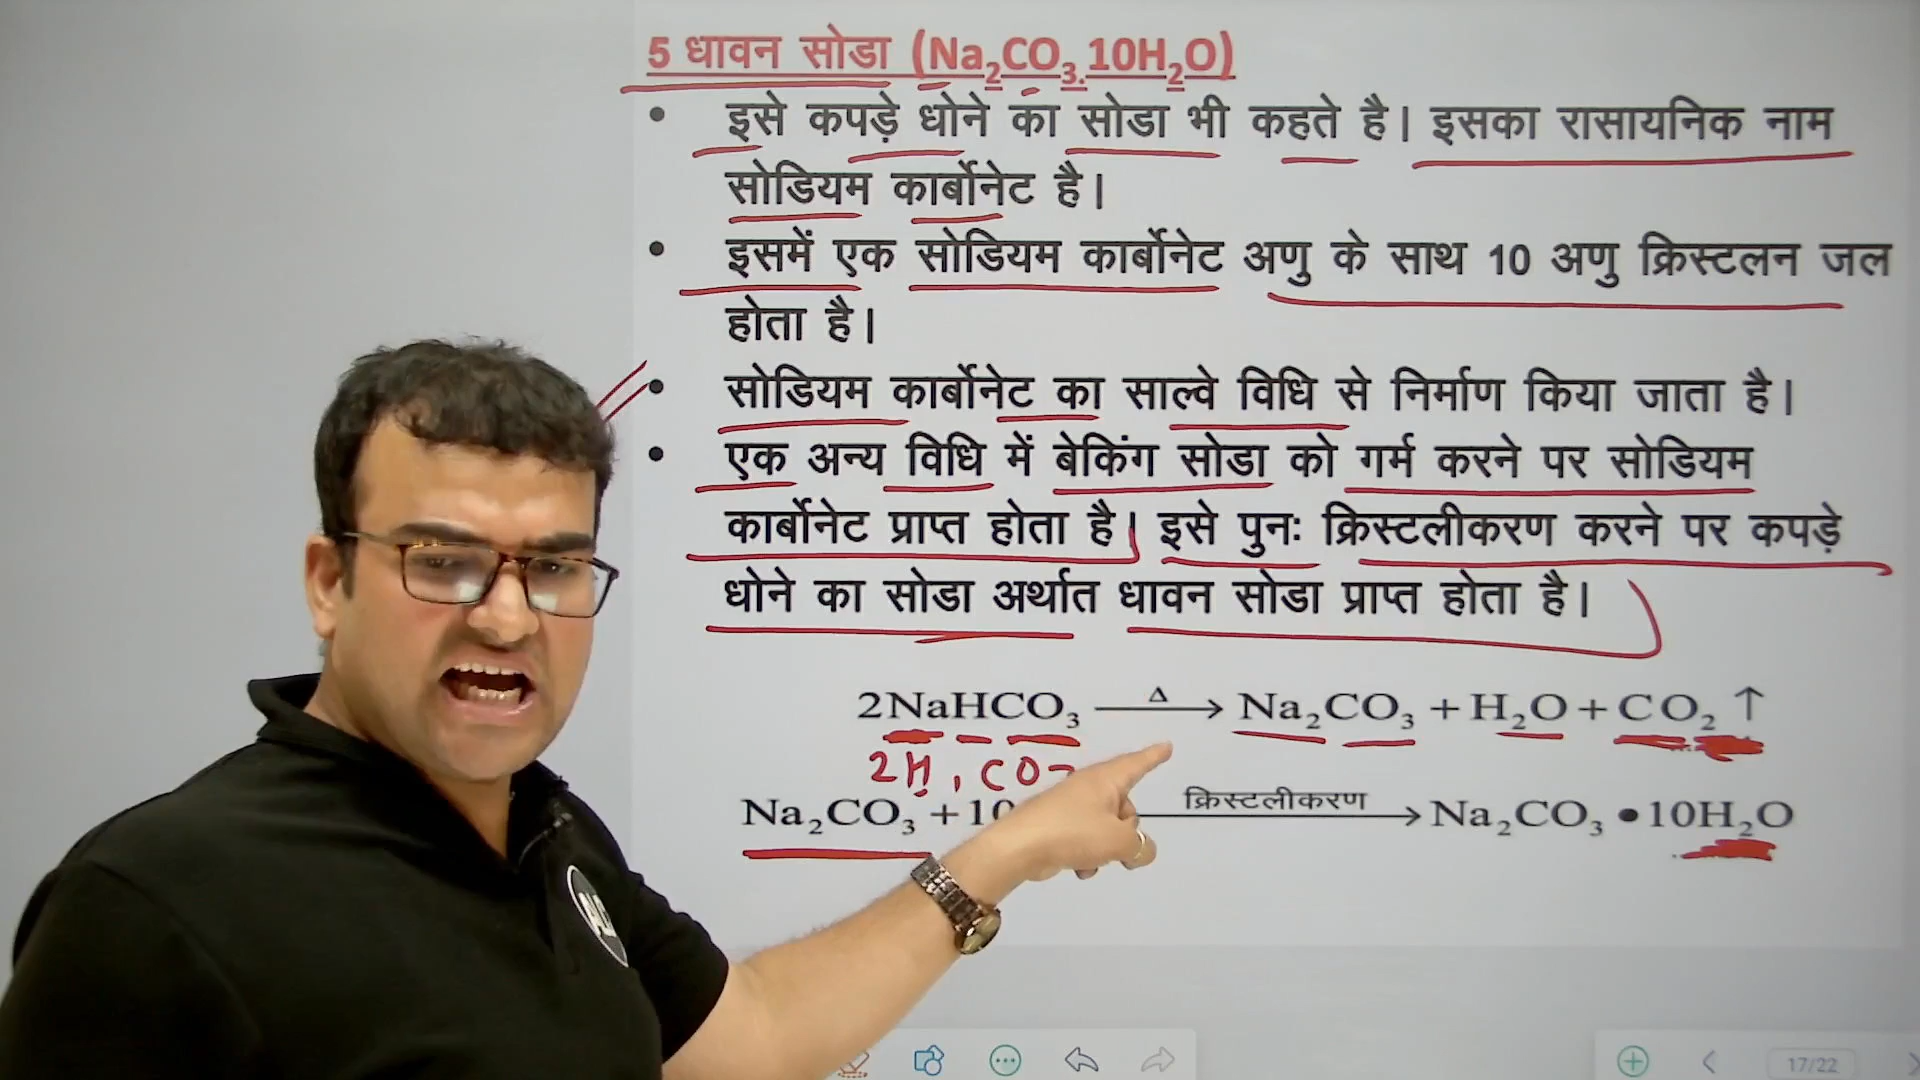 5 धावन सोडा (Na₂CO₃.10H₂O)
• इसे कपड़े धोने का सोडा भी कहते है। इसका रासायनिक नाम
सोडियम कार्बोनेट है।
• इसमें एक सोडियम कार्बोनेट अणु के साथ 10 अणु क्रिस्टलन जल
होता है।
• सोडियम कार्बोनेट का साल्वे विधि से निर्माण किया जाता है।
• एक अन्य विधि में बेकिंग सोडा को गर्म करने पर सोडियम
कार्बोनेट प्राप्त होता है। इसे पुनः क्रिस्टलीकरण करने पर कपड़े
धोने का सोडा अर्थात धावन सोडा प्राप्त होता है।
2NaHCO₃ —Δ→ Na₂CO₃ + H₂O + CO₂ ↑
2H, CO
Na₂CO₃ + 10 —क्रिस्टलीकरण→ Na₂CO₃ • 10H₂O
17/22